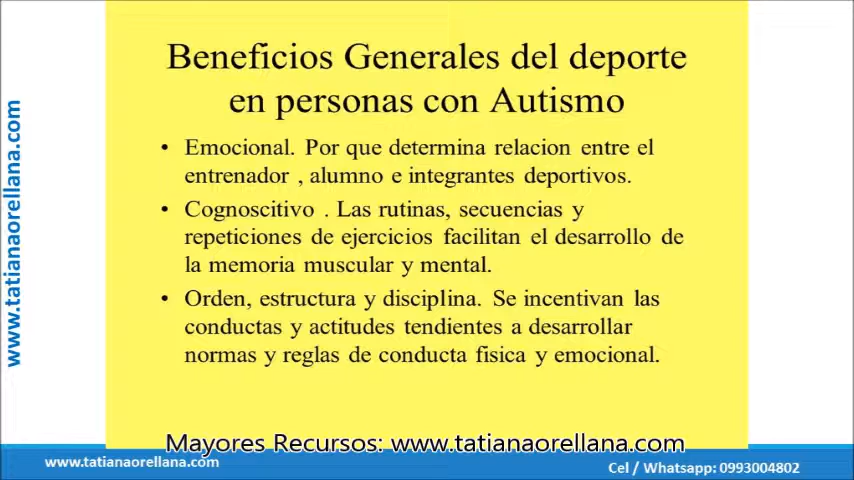 Beneficios Generales del deporte
en personas con Autismo
• Emocional. Por que determina relacion entre el
entrenador , alumno e integrantes deportivos.
• Cognoscitivo . Las rutinas, secuencias y
repeticiones de ejercicios facilitan el desarrollo de
la memoria muscular y mental.
• Orden, estructura y disciplina. Se incentivan las
conductas y actitudes tendientes a desarrollar
normas y reglas de conducta fisica y emocional.
www.tatianaorellana.com
Mayores Recursos: www.tatianaorellana.com
www.tatianaorellana.com
Cel / Whatsapp: 0993004802